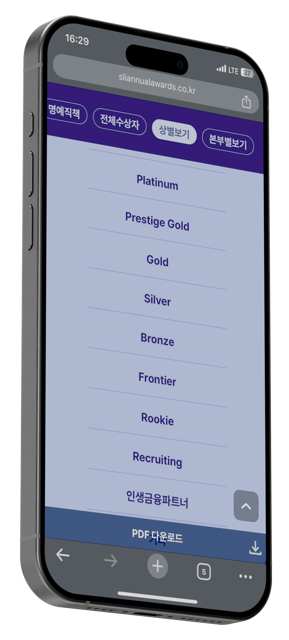 16:29
LTE 37
sliannualawards.co.kr
명예직책 전체수상자 상별보기 본부별보기
Platinum
Prestige Gold
Gold
Silver
Bronze
Frontier
Rookie
Recruiting
인생금융파트너
PDF 다운로드
5